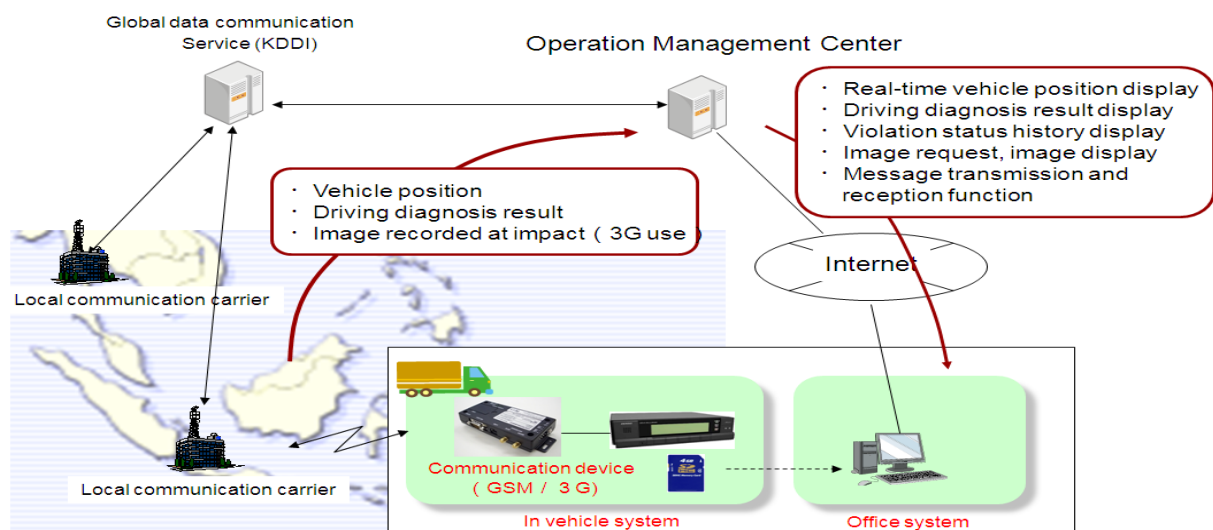 Global data communication
Service (KDDI)
Operation Management Center
・ Real-time vehicle position display
・ Driving diagnosis result display
・ Violation status history display
・ Image request, image display
・ Message transmission and
reception function
・ Vehicle position
・ Driving diagnosis result
・ Image recorded at impact ( 3G use )
Internet
Local communication carrier
Local communication carrier
Communication device
( GSM / 3 G)
4 GB
In vehicle system
Office system